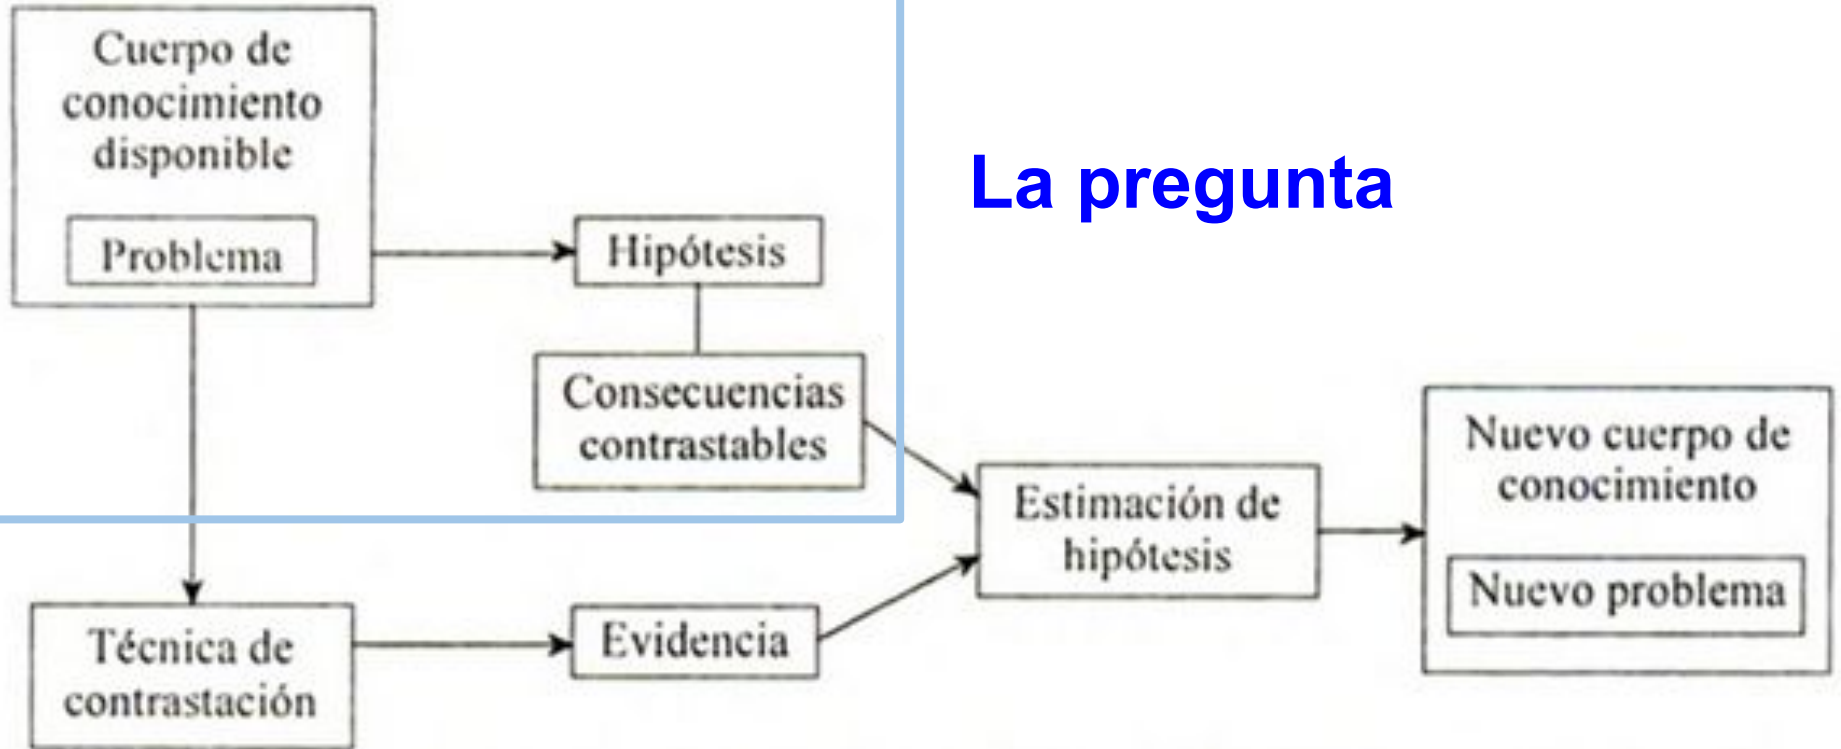 Cuerpo de
conocimiento
disponible
Problema
La pregunta
Hipótesis
Consecuencias
contrastables
Estimación de
hipótesis
Nuevo cuerpo de
conocimiento
Nuevo problema
Técnica de
contrastación
Evidencia